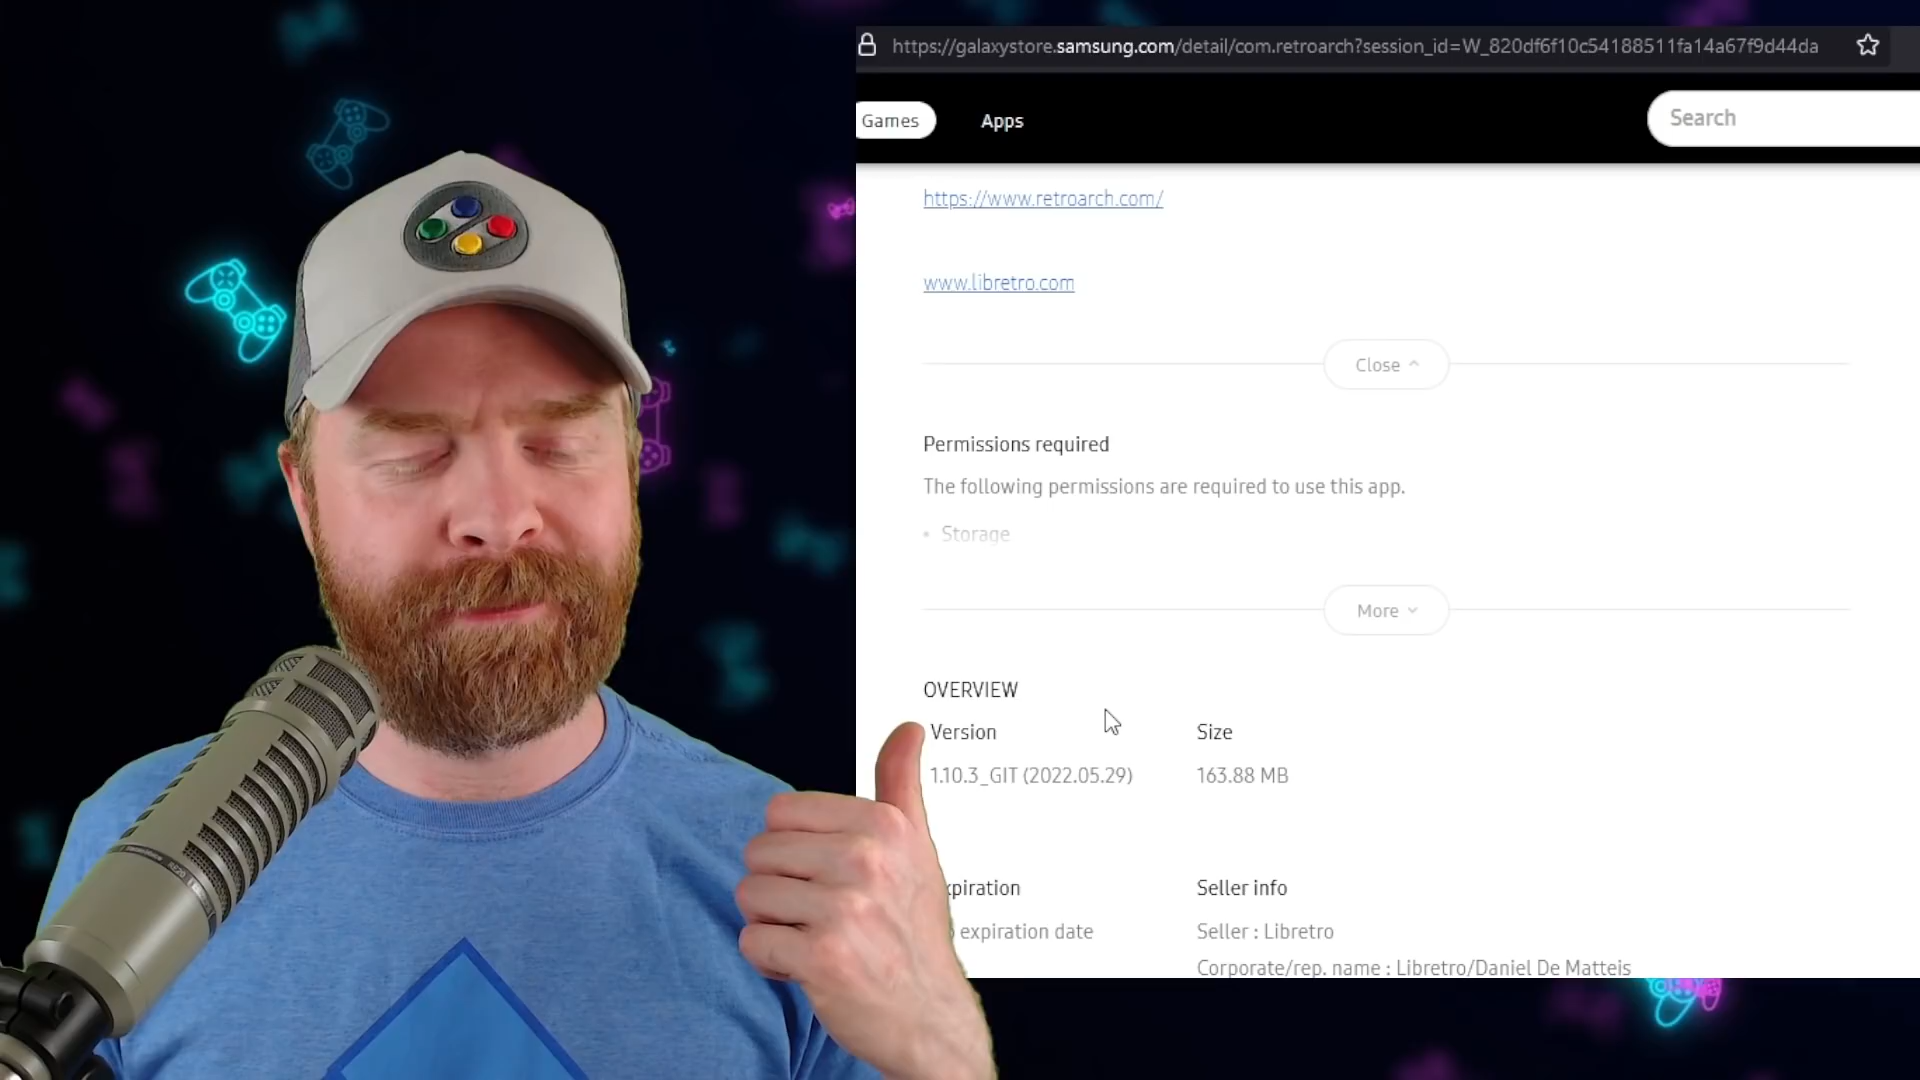 https://galaxystore.samsung.com/detail/com.retroarch?session_id=W_820df6f10c54188511fa14a67f9d44da
Games Apps Search
https://www.retroarch.com/
www.libretro.com
Close
Permissions required
The following permissions are required to use this app.
• Storage
More
OVERVIEW
Version Size
1.10.3_GIT (2022.05.29) 163.88 MB
xpiration Seller info
expiration date Seller : Libretro
Corporate/rep. name : Libretro/Daniel De Matteis